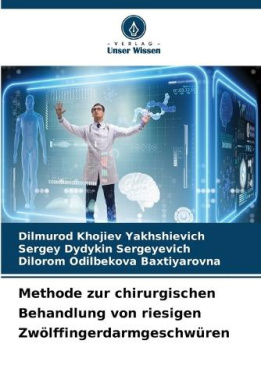 VERLAG
Unser Wissen
Dilmurod Khojiev Yakhshievich
Sergey Dydykin Sergeyevich
Dilorom Odilbekova Baxtiyarovna
Methode zur chirurgischen
Behandlung von riesigen
Zwölffingerdarmgeschwüren